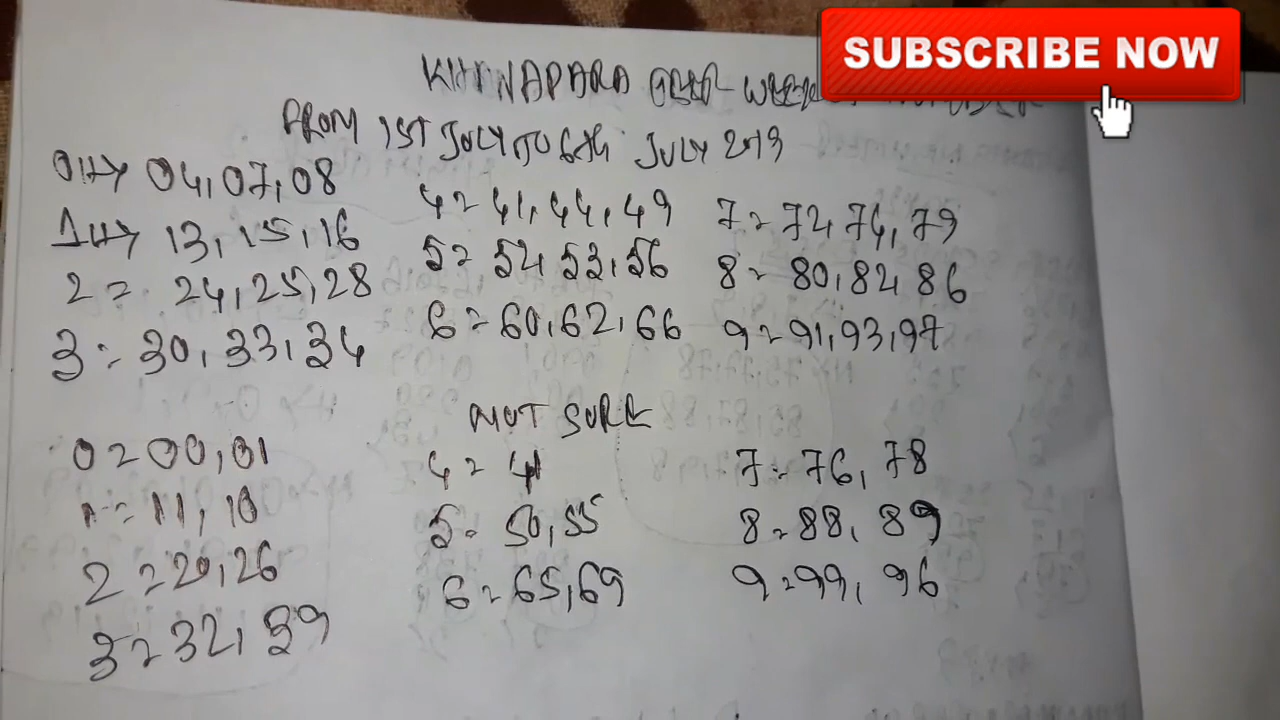 SUBSCRIBE NOW
KHANAPARA TEER
FROM 1ST JULY TO 6TH JULY 2019
04, 07, 08 4= 41, 44, 49 7= 72, 74, 79
13, 15, 16 5= 52, 53, 56 8= 80, 82, 86
2= 24, 25, 28 6= 60, 62, 66 9= 91, 93, 97
3= 30, 33, 34
NOT SURE
0= 00, 01 4= 41 7= 76, 78
1= 11, 10 5= 50, 55 8= 88, 89
2= 20, 26 6= 65, 69 9= 99, 96
3= 32, 39